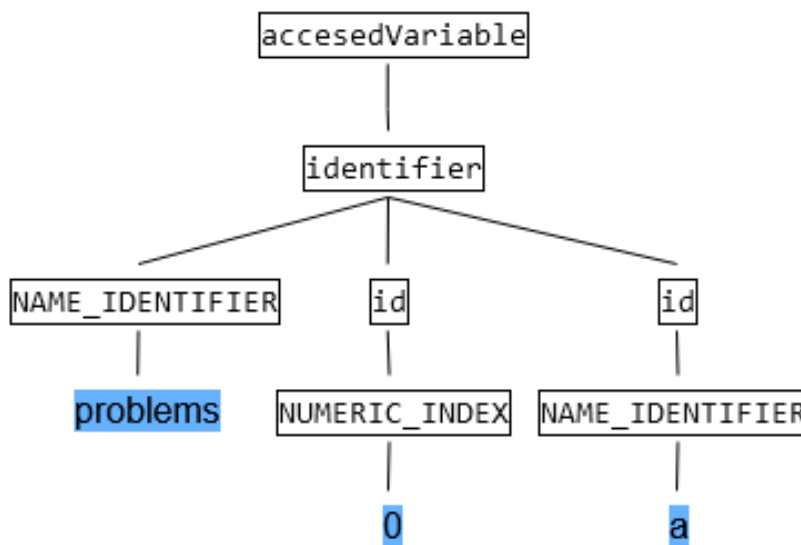 accesedVariable
identifier
NAME_IDENTIFIER id id
problems NUMERIC_INDEX NAME_IDENTIFIER
0 a